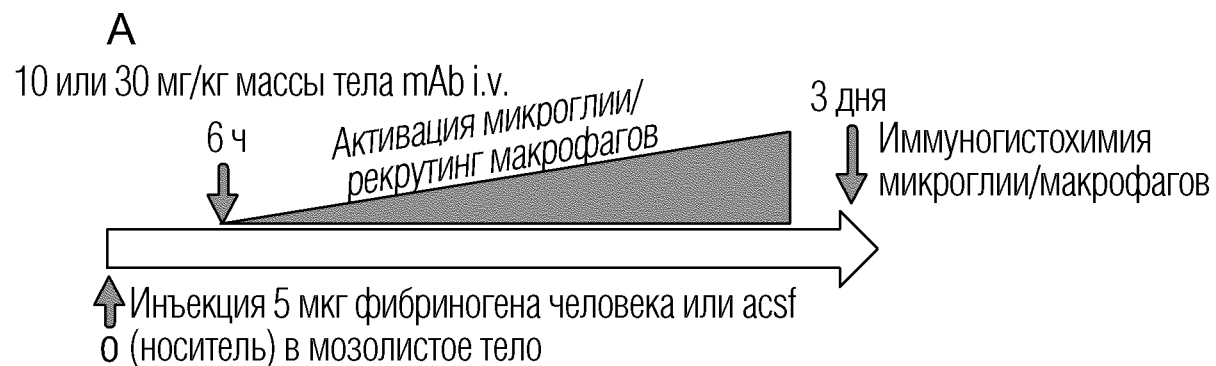 A
10 или 30 мг/кг массы тела mAb i.v.
6 ч
Активация микроглии/
рекрутинг макрофагов
3 дня
Иммуногистохимия
микроглии/макрофагов
Инъекция 5 мкг фибриногена человека или acsf
0 (носитель) в мозолистое тело